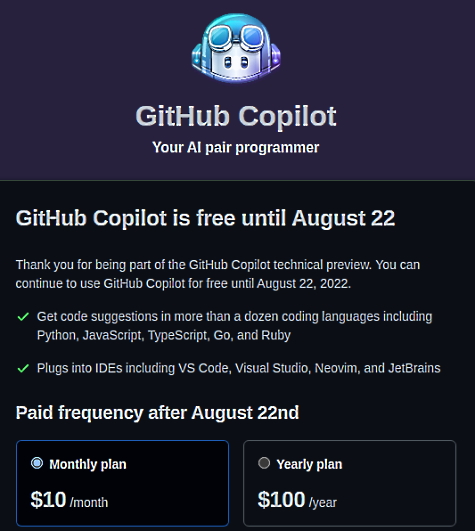 GitHub Copilot
Your AI pair programmer
GitHub Copilot is free until August 22
Thank you for being part of the GitHub Copilot technical preview. You can
continue to use GitHub Copilot for free until August 22, 2022.
Get code suggestions in more than a dozen coding languages including
Python, JavaScript, TypeScript, Go, and Ruby
Plugs into IDEs including VS Code, Visual Studio, Neovim, and JetBrains
Paid frequency after August 22nd
Monthly plan
$10 /month
Yearly plan
$100 /year